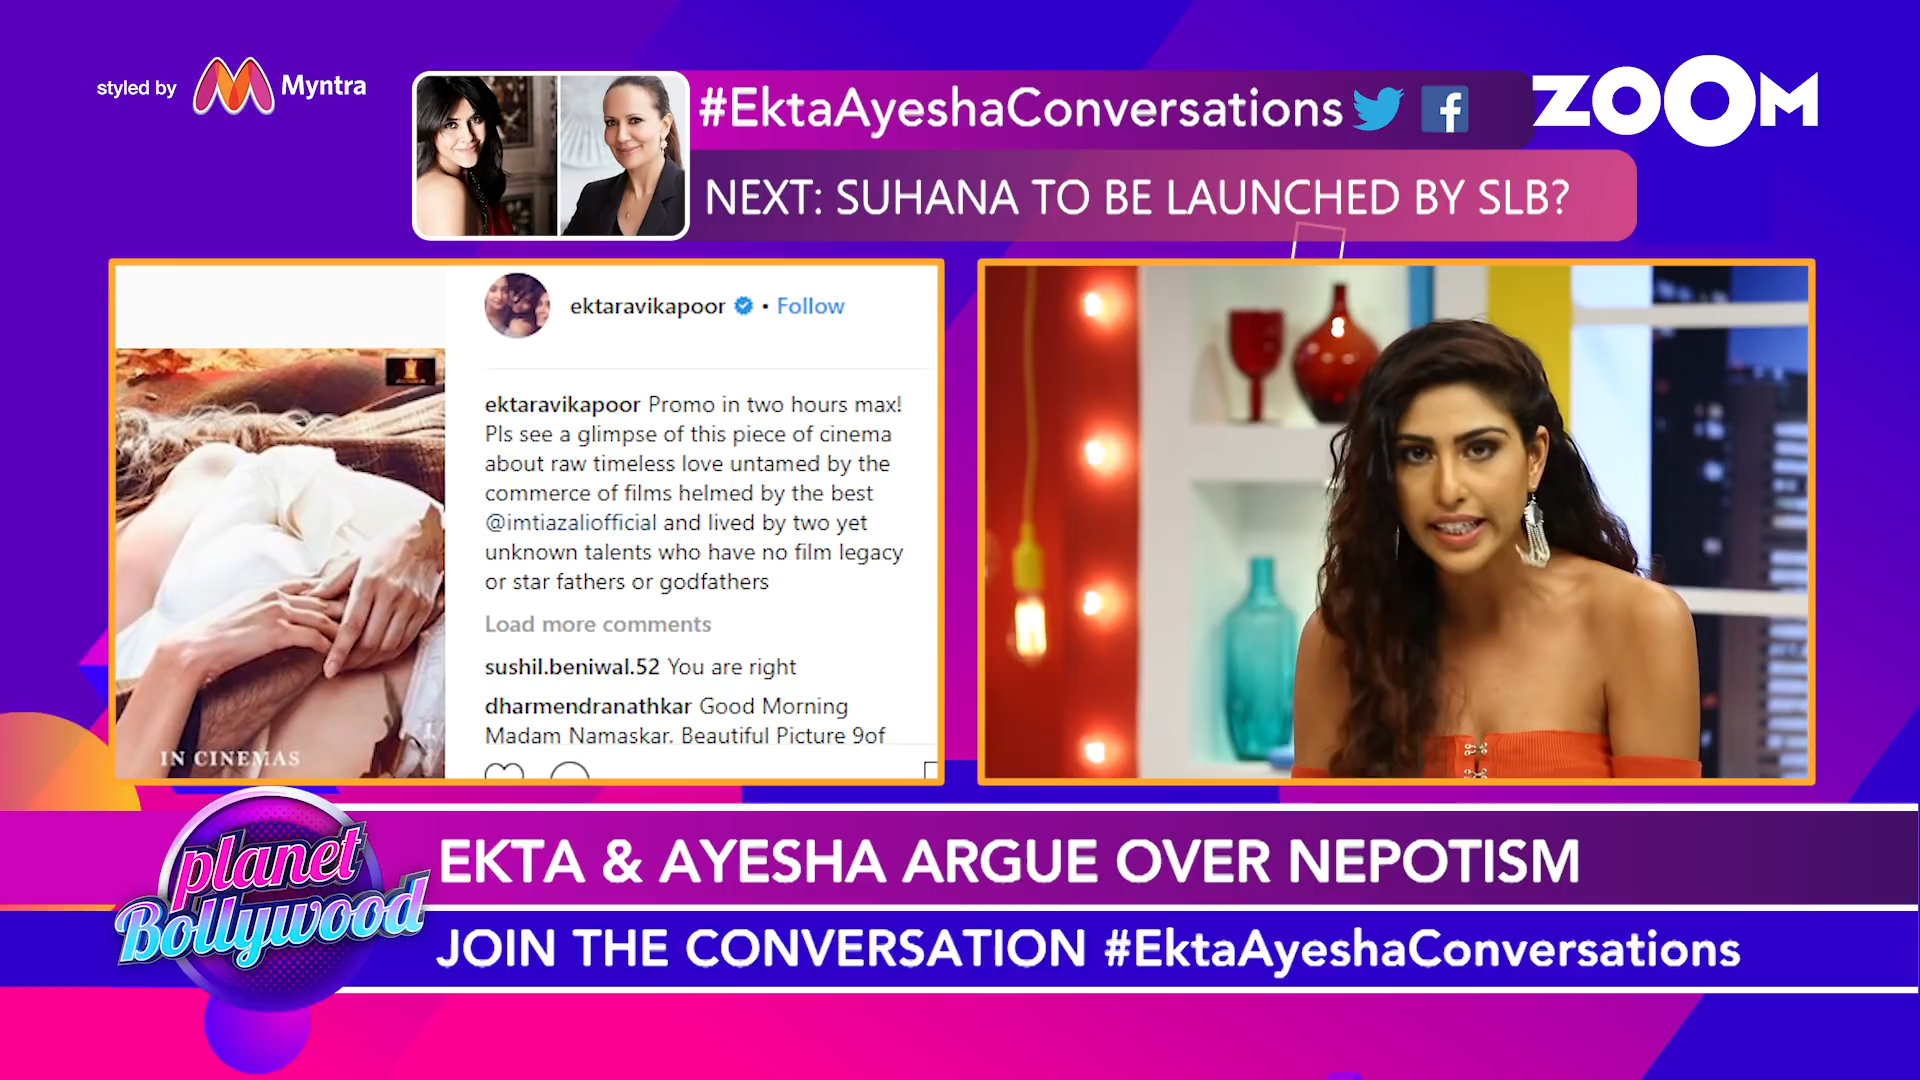 styled by Myntra
#EktaAyeshaConversations
ZOOM
NEXT: SUHANA TO BE LAUNCHED BY SLB?
ektaravikapoor • Follow
ektaravikapoor Promo in two hours max!
Pls see a glimpse of this piece of cinema
about raw timeless love untamed by the
commerce of films helmed by the best
@imtiazaliofficial and lived by two yet
unknown talents who have no film legacy
or star fathers or godfathers
Load more comments
sushil.beniwal.52 You are right
dharmendranathkar Good Morning
Madam Namaskar. Beautiful Picture 9of
IN CINEMAS
planet
Bollywood
EKTA & AYESHA ARGUE OVER NEPOTISM
JOIN THE CONVERSATION #EktaAyeshaConversations